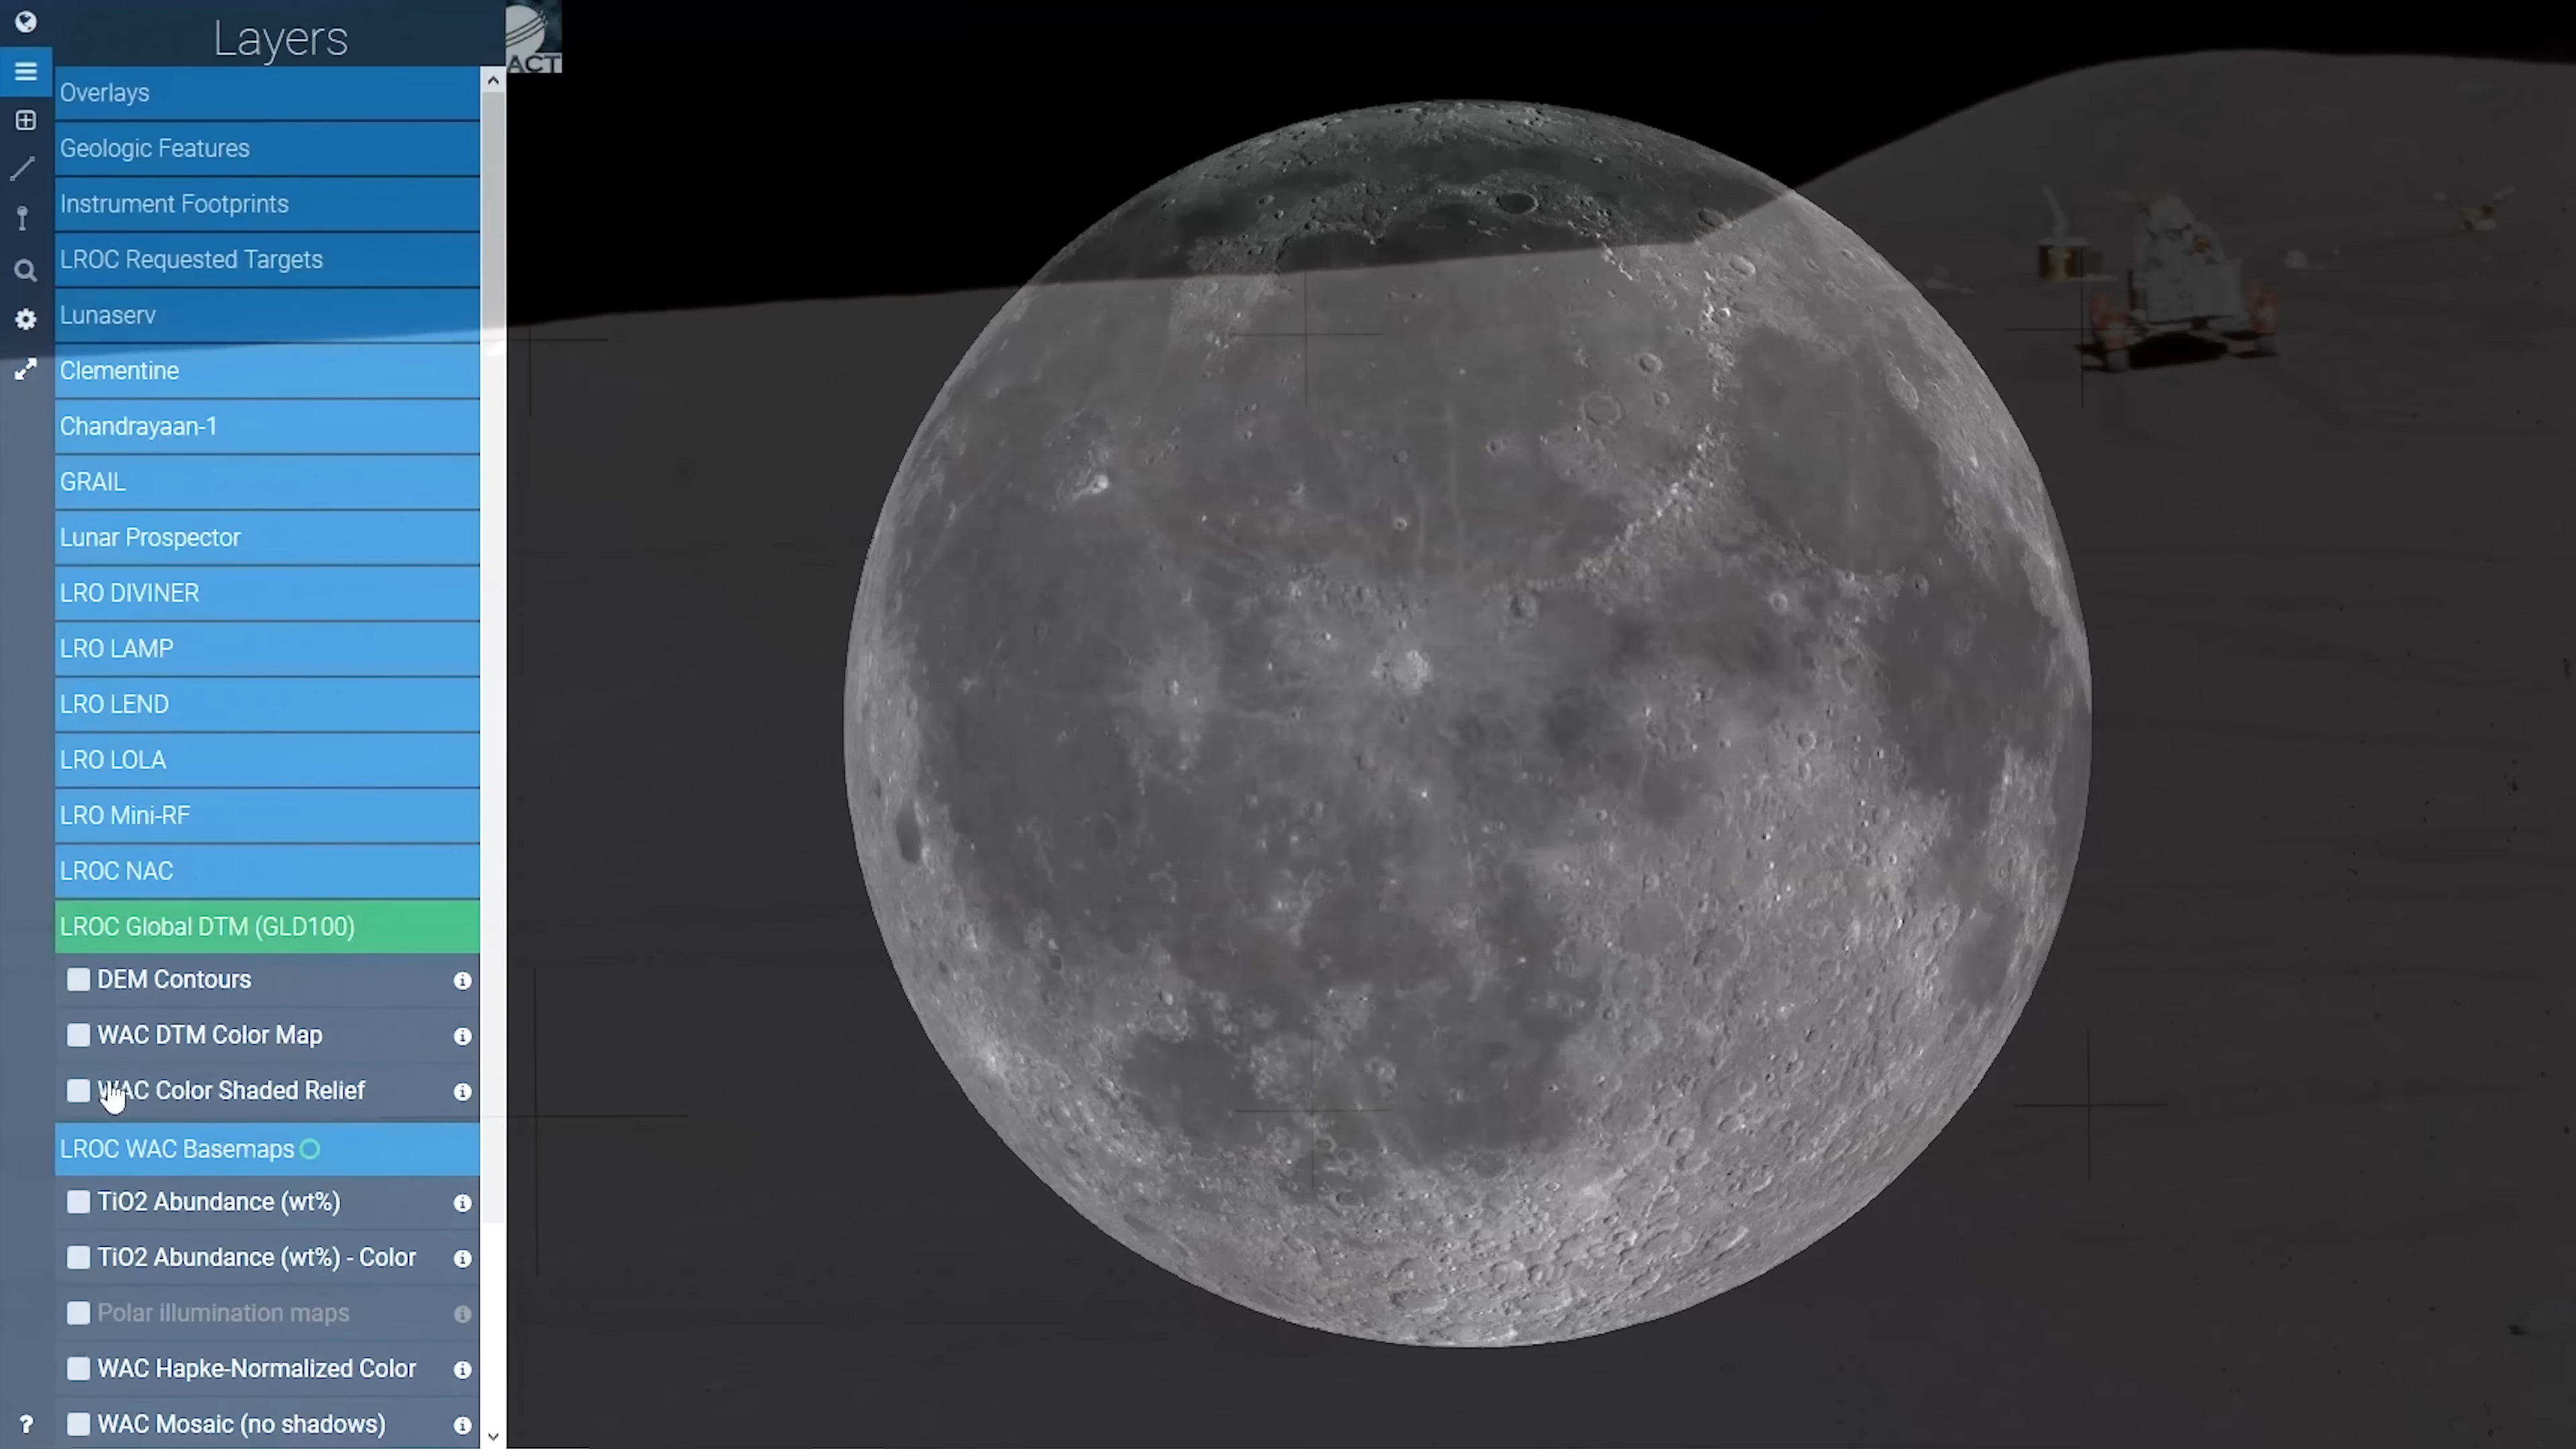 Layers
ACT
Overlays
Geologic Features
Instrument Footprints
LROC Requested Targets
Lunaserv
Clementine
Chandrayaan-1
GRAIL
Lunar Prospector
LRO DIVINER
LRO LAMP
LRO LEND
LRO LOLA
LRO Mini-RF
LROC NAC
LROC Global DTM (GLD100)
DEM Contours
WAC DTM Color Map
WAC Color Shaded Relief
LROC WAC Basemaps
TiO2 Abundance (wt%)
TiO2 Abundance (wt%) - Color
Polar illumination maps
WAC Hapke-Normalized Color
? WAC Mosaic (no shadows)